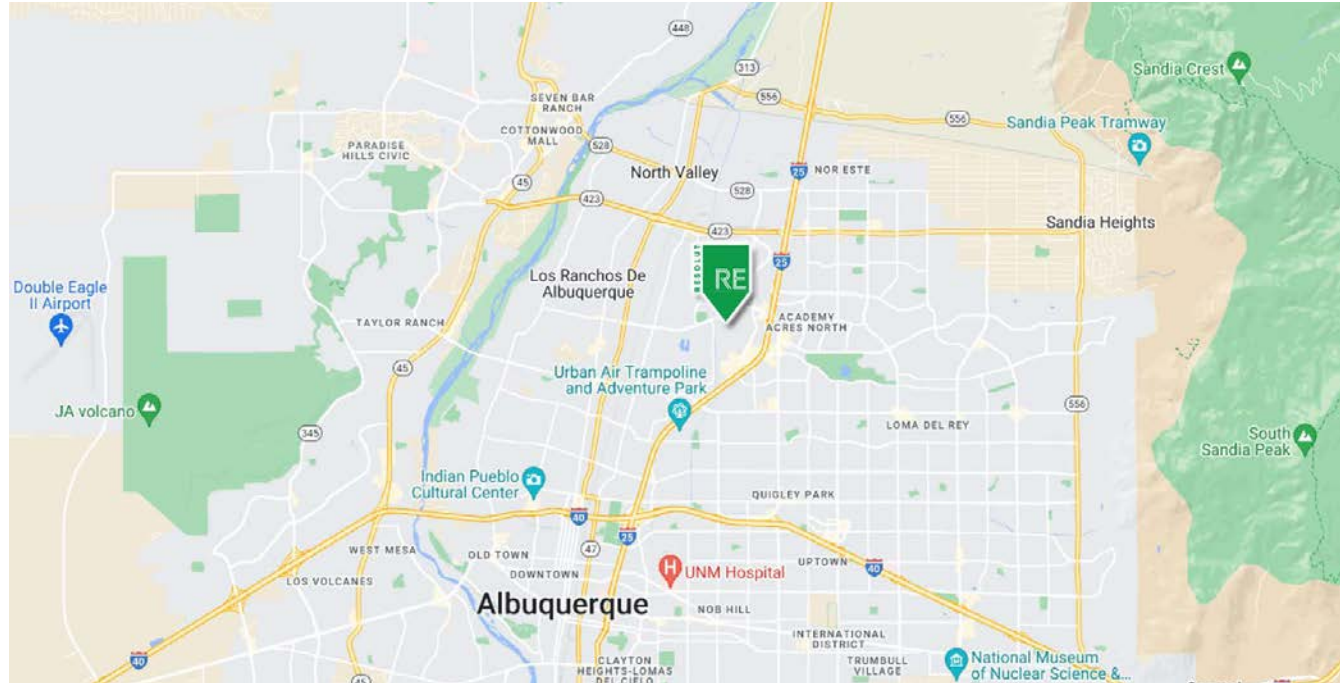 448
313
Sandia Crest
556
SEVEN BAR
RANCH
556
Sandia Peak Tramway
COTTONWOOD
MALL
PARADISE
HILLS CIVIC
528
North Valley
25
NOR ESTE
45
528
423
423
Sandia Heights
RESOLUT
RE
25
Los Ranchos De
Albuquerque
Double Eagle
II Airport
TAYLOR RANCH
ACADEMY
ACRES NORTH
45
Urban Air Trampoline
and Adventure Park
JA volcano
556
345
LOMA DEL REY
South
Sandia Peak
Indian Pueblo
Cultural Center
QUIGLEY PARK
40
25
WEST MESA
OLD TOWN
47
LOS VOLCANES
DOWNTOWN
UNM Hospital
UPTOWN
40
Albuquerque
NOB HILL
INTERNATIONAL
DISTRICT
40
CLAYTON
HEIGHTS-LOMAS
DEL CIELO
TRUMBULL
VILLAGE
National Museum
of Nuclear Science &...
45